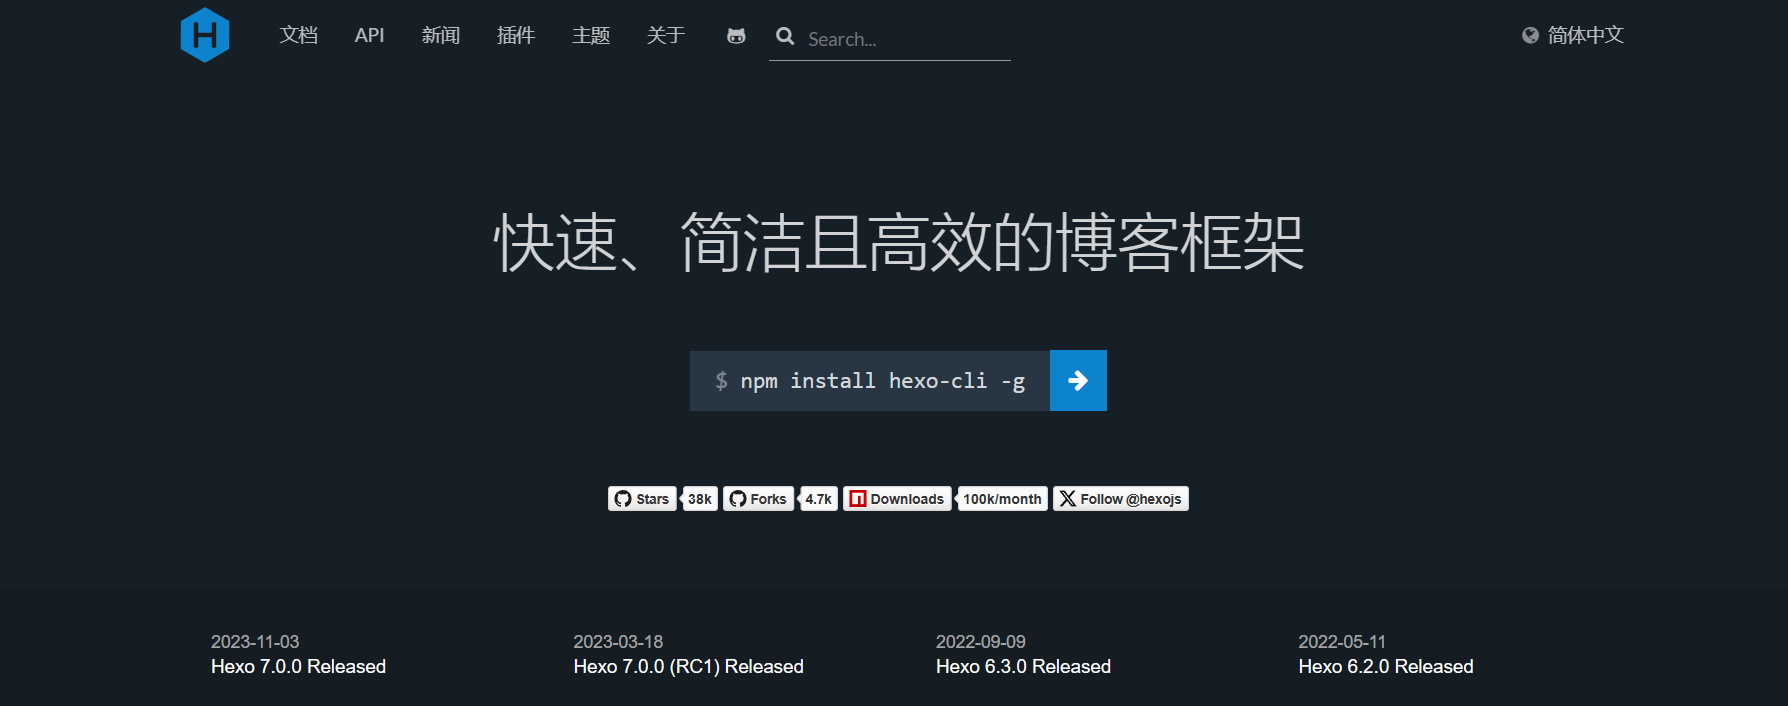 H 文档 API 新闻 插件 主题 关于 Search... 简体中文
快速、简洁且高效的博客框架
$ npm install hexo-cli -g
Stars 38k Forks 4.7k Downloads 100k/month Follow @hexojs
2023-11-03 2023-03-18 2022-09-09 2022-05-11
Hexo 7.0.0 Released Hexo 7.0.0 (RC1) Released Hexo 6.3.0 Released Hexo 6.2.0 Released